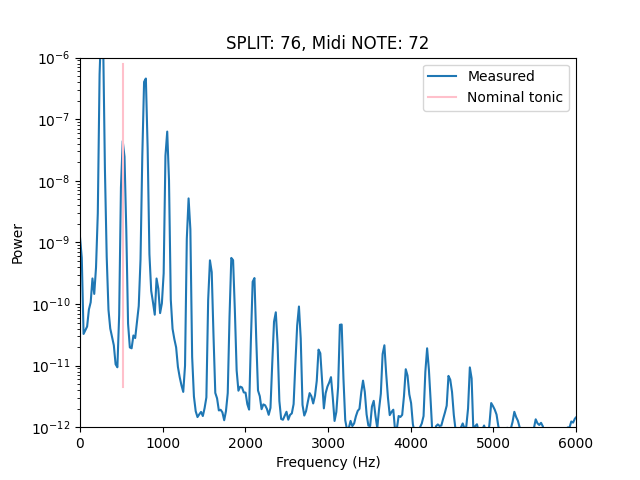 SPLIT: 76, Midi NOTE: 72
Measured
Nominal tonic
10⁻⁶
10⁻⁷
10⁻⁸
10⁻⁹
10⁻¹⁰
10⁻¹¹
10⁻¹²
Power
0 1000 2000 3000 4000 5000 6000
Frequency (Hz)